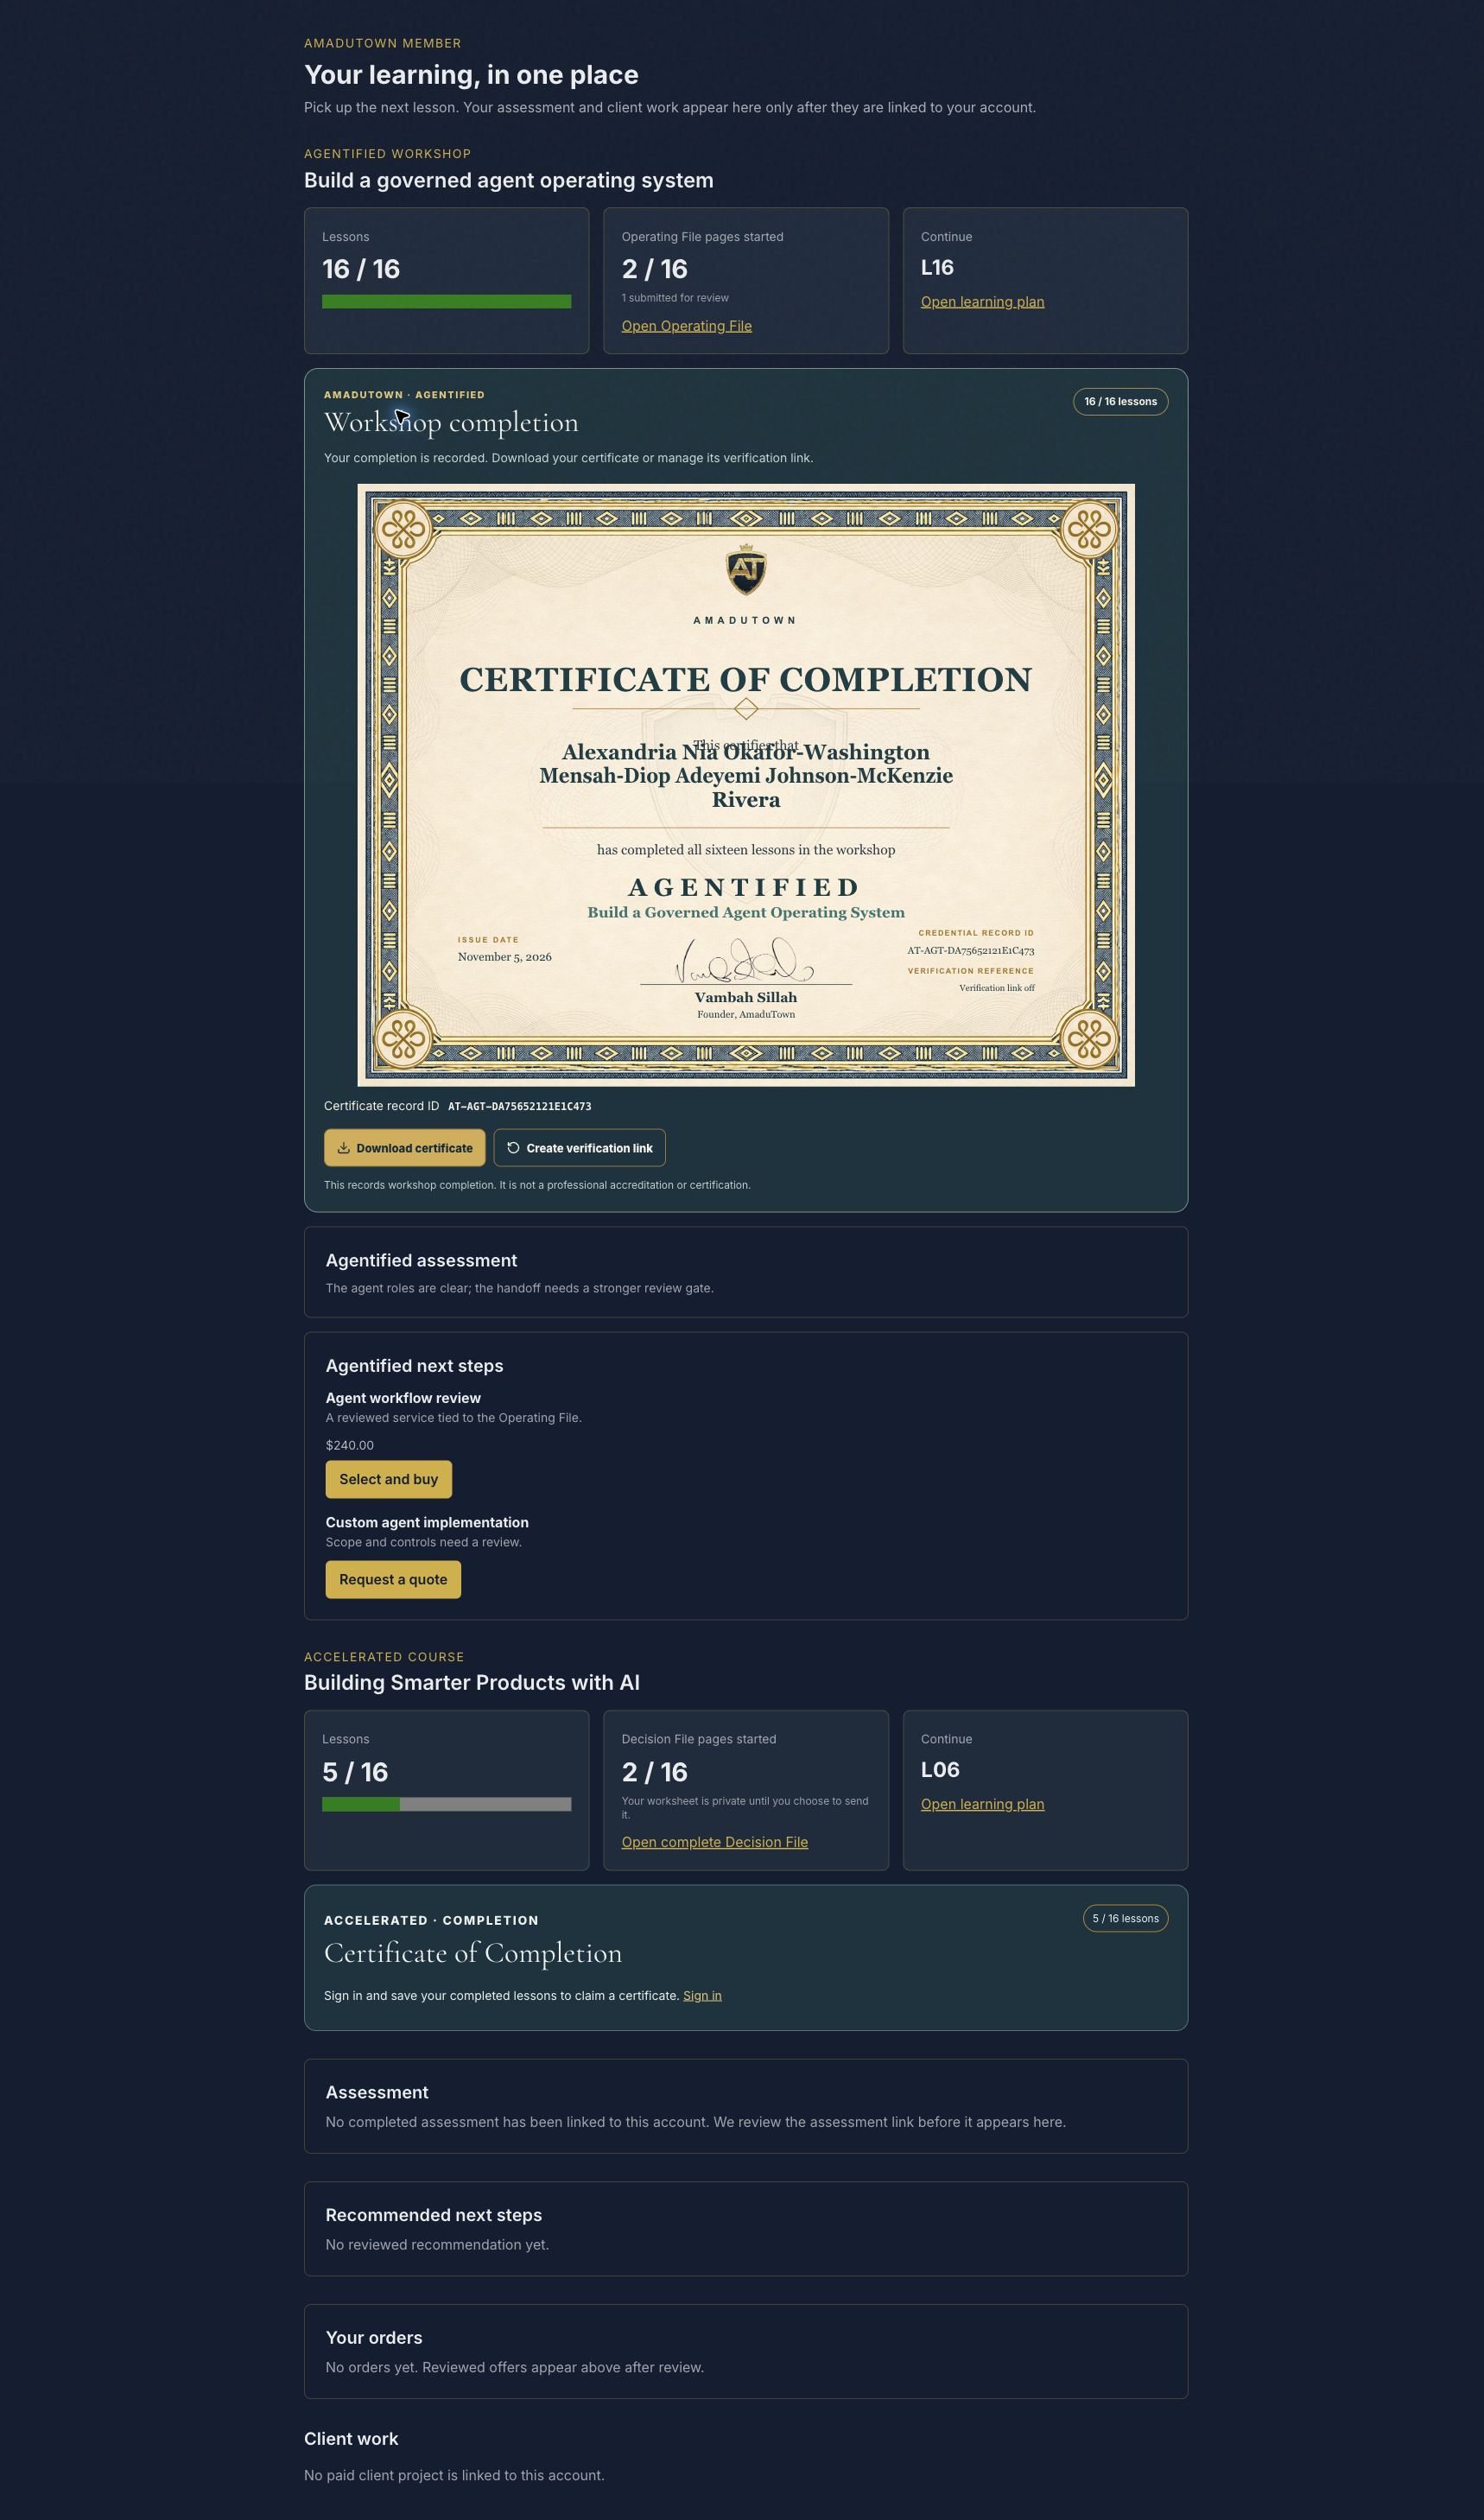 AMADUTOWN MEMBER
Your learning, in one place
Pick up the next lesson. Your assessment and client work appear here only after they are linked to your account.
AGENTIFIED WORKSHOP
Build a governed agent operating system
Lessons
16 / 16
Operating File pages started
2 / 16
1 submitted for review
Open Operating File
Continue
L16
Open learning plan
AMADUTOWN · AGENTIFIED
Workshop completion
16 / 16 lessons
Your completion is recorded. Download your certificate or manage its verification link.
AT
AMADUTOWN
CERTIFICATE OF COMPLETION
This certifies that
Alexandria Nia Okafor-Washington
Mensah-Diop Adeyemi Johnson-McKenzie
Rivera
has completed all sixteen lessons in the workshop
AGENTIFIED
Build a Governed Agent Operating System
ISSUE DATE
November 5, 2026
Vambah Sillah
Founder, AmaduTown
CREDENTIAL RECORD ID
AT-AGT-DA75652121E1C473
VERIFICATION REFERENCE
Verification link off
Certificate record ID AT-AGT-DA75652121E1C473
Download certificate
Create verification link
This records workshop completion. It is not a professional accreditation or certification.
Agentified assessment
The agent roles are clear; the handoff needs a stronger review gate.
Agentified next steps
Agent workflow review
A reviewed service tied to the Operating File.
$240.00
Select and buy
Custom agent implementation
Scope and controls need a review.
Request a quote
ACCELERATED COURSE
Building Smarter Products with AI
Lessons
5 / 16
Decision File pages started
2 / 16
Your worksheet is private until you choose to send
it.
Open complete Decision File
Continue
L06
Open learning plan
ACCELERATED · COMPLETION
Certificate of Completion
5 / 16 lessons
Sign in and save your completed lessons to claim a certificate. Sign in
Assessment
No completed assessment has been linked to this account. We review the assessment link before it appears here.
Recommended next steps
No reviewed recommendation yet.
Your orders
No orders yet. Reviewed offers appear above after review.
Client work
No paid client project is linked to this account.